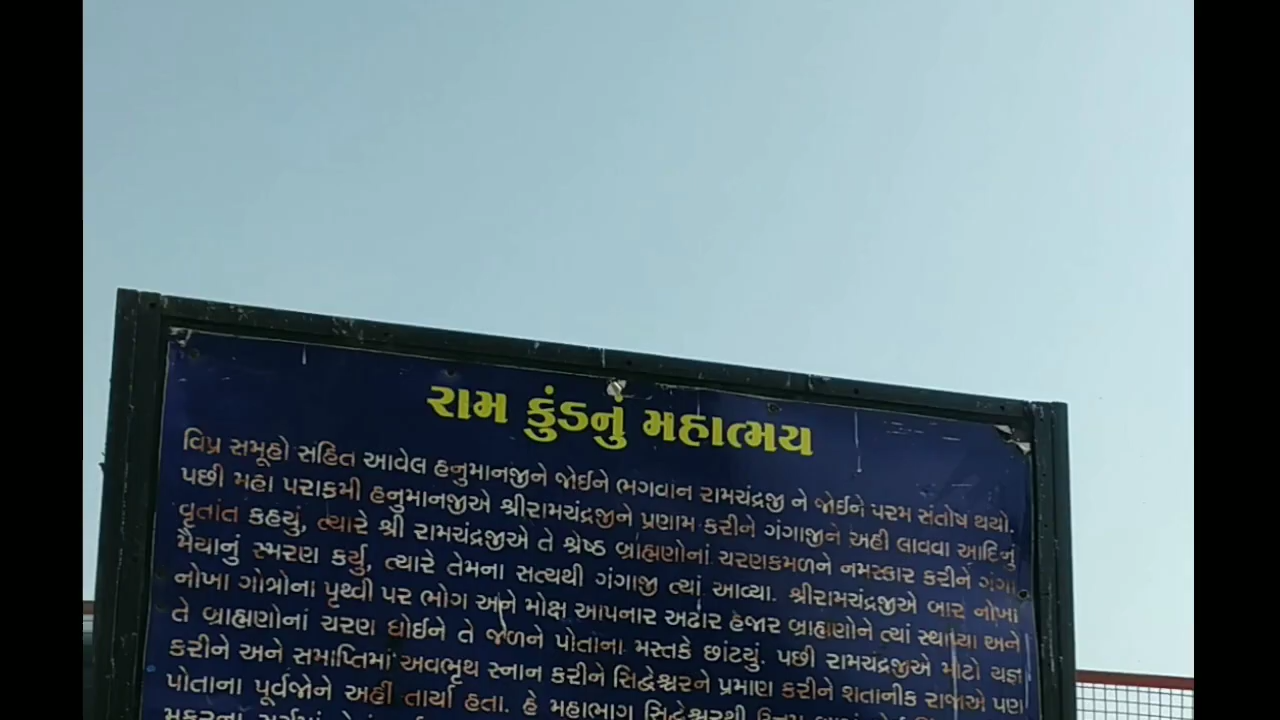 રામ કુંડનું મહાત્મય
વિપ્ર સમૂહો સંહિત આવેલ હનુમાનજીને જોઈને ભગવાન રામચંદ્રજી ને જોઈને પરમ સંતોષ થયો.
પછી મહા પરાક્રમી હનુમાનજીએ શ્રીરામચંદ્રજીને પ્રણામ કરીને ગંગાજીને અહીં લાવવા આદિનું
વૃતાંત કહયું, ત્યારે શ્રી રામચંદ્રજીએ તે શ્રેષ્ઠ બ્રાહ્મણોનાં ચરણકમળને નમસ્કાર કરીને ગંગા
મૈયાનું સ્મરણ કર્યુ, ત્યારે તેમના સત્યથી ગંગાજી ત્યાં આવ્યા. શ્રીરામચંદ્રજીએ બાર નોખા
નોખા ગોત્રોના પૃથ્વી પર ભોગ અને મોક્ષ આપનાર અઢાર હજાર બ્રાહ્મણોને ત્યાં સ્થાપ્યા અને
તે બ્રાહ્મણોનાં ચરણ ધોઈને તે જળને પોતાના મસ્તકે છાંટયું. પછી રામચંદ્રજીએ મોટો યજ્ઞ
કરીને અને સમાપ્તિમાં અવભૃથ સ્નાન કરીને સિદ્ધેશ્વરને પ્રમાણ કરીને શતાનીક રાજાએ પણ
પોતાના પૂર્વજોને અહીં તાર્યા હતા. હે મહાભાગ સિદ્ધેશ્વરથી